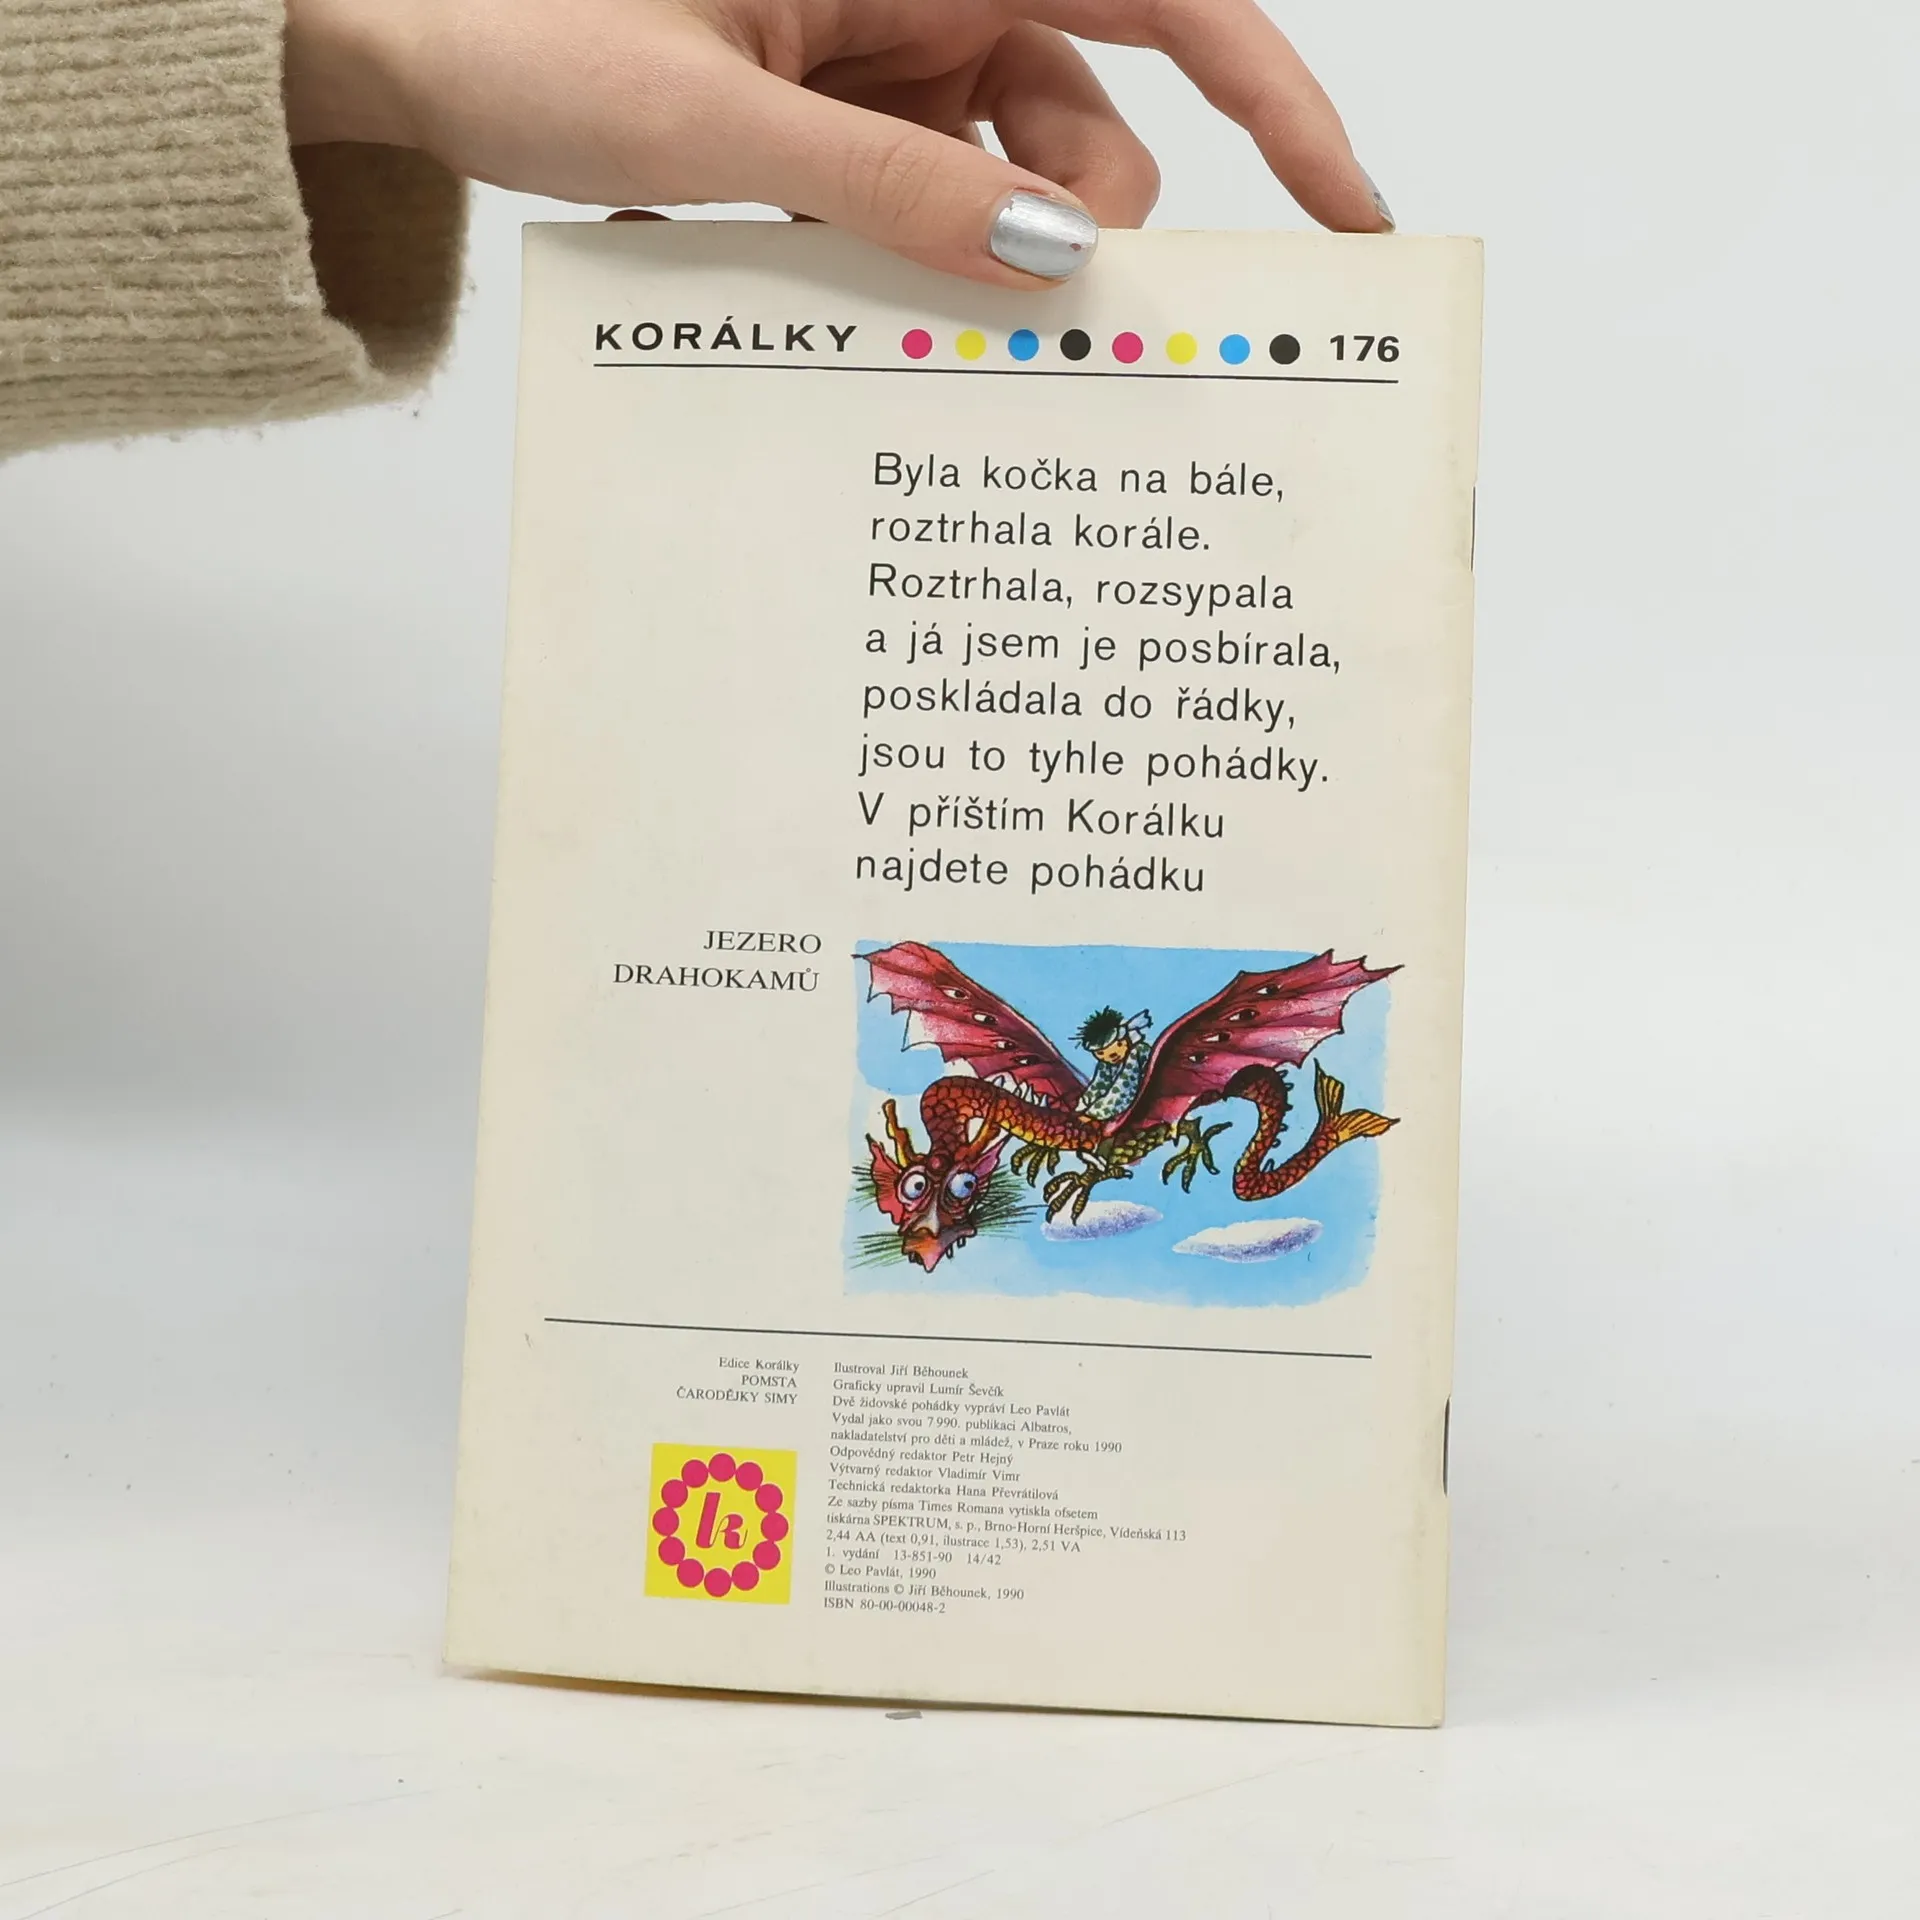 KORÁLKY 176
Byla kočka na bále,
roztrhala korále.
Roztrhala, rozsypala
a já jsem je posbírala,
poskládala do řádky,
jsou to tyhle pohádky.
V příštím Korálku
najdete pohádku
JEZERO
DRAHOKAMŮ
Edice Korálky
POMSTA
ČARODĚJKY SIMY
k
Ilustroval Jiří Běhounek
Graficky upravil Lumír Ševčík
Dvě židovské pohádky vypráví Leo Pavlát
Vydal jako svou 7990. publikaci Albatros,
nakladatelství pro děti a mládež, v Praze roku 1990
Odpovědný redaktor Petr Hejný
Výtvarný redaktor Vladimír Vimr
Technická redaktorka Hana Převrátilová
Ze sazby písma Times Romana vytiskla ofsetem
tiskárna SPEKTRUM, s. p., Brno-Horní Heršpice, Vídeňská 113
2,44 AA (text 0,91, ilustrace 1,53), 2,51 VA
1. vydání 13-851-90 14/42
© Leo Pavlát, 1990
Illustrations © Jiří Běhounek, 1990
ISBN 80-00-00048-2